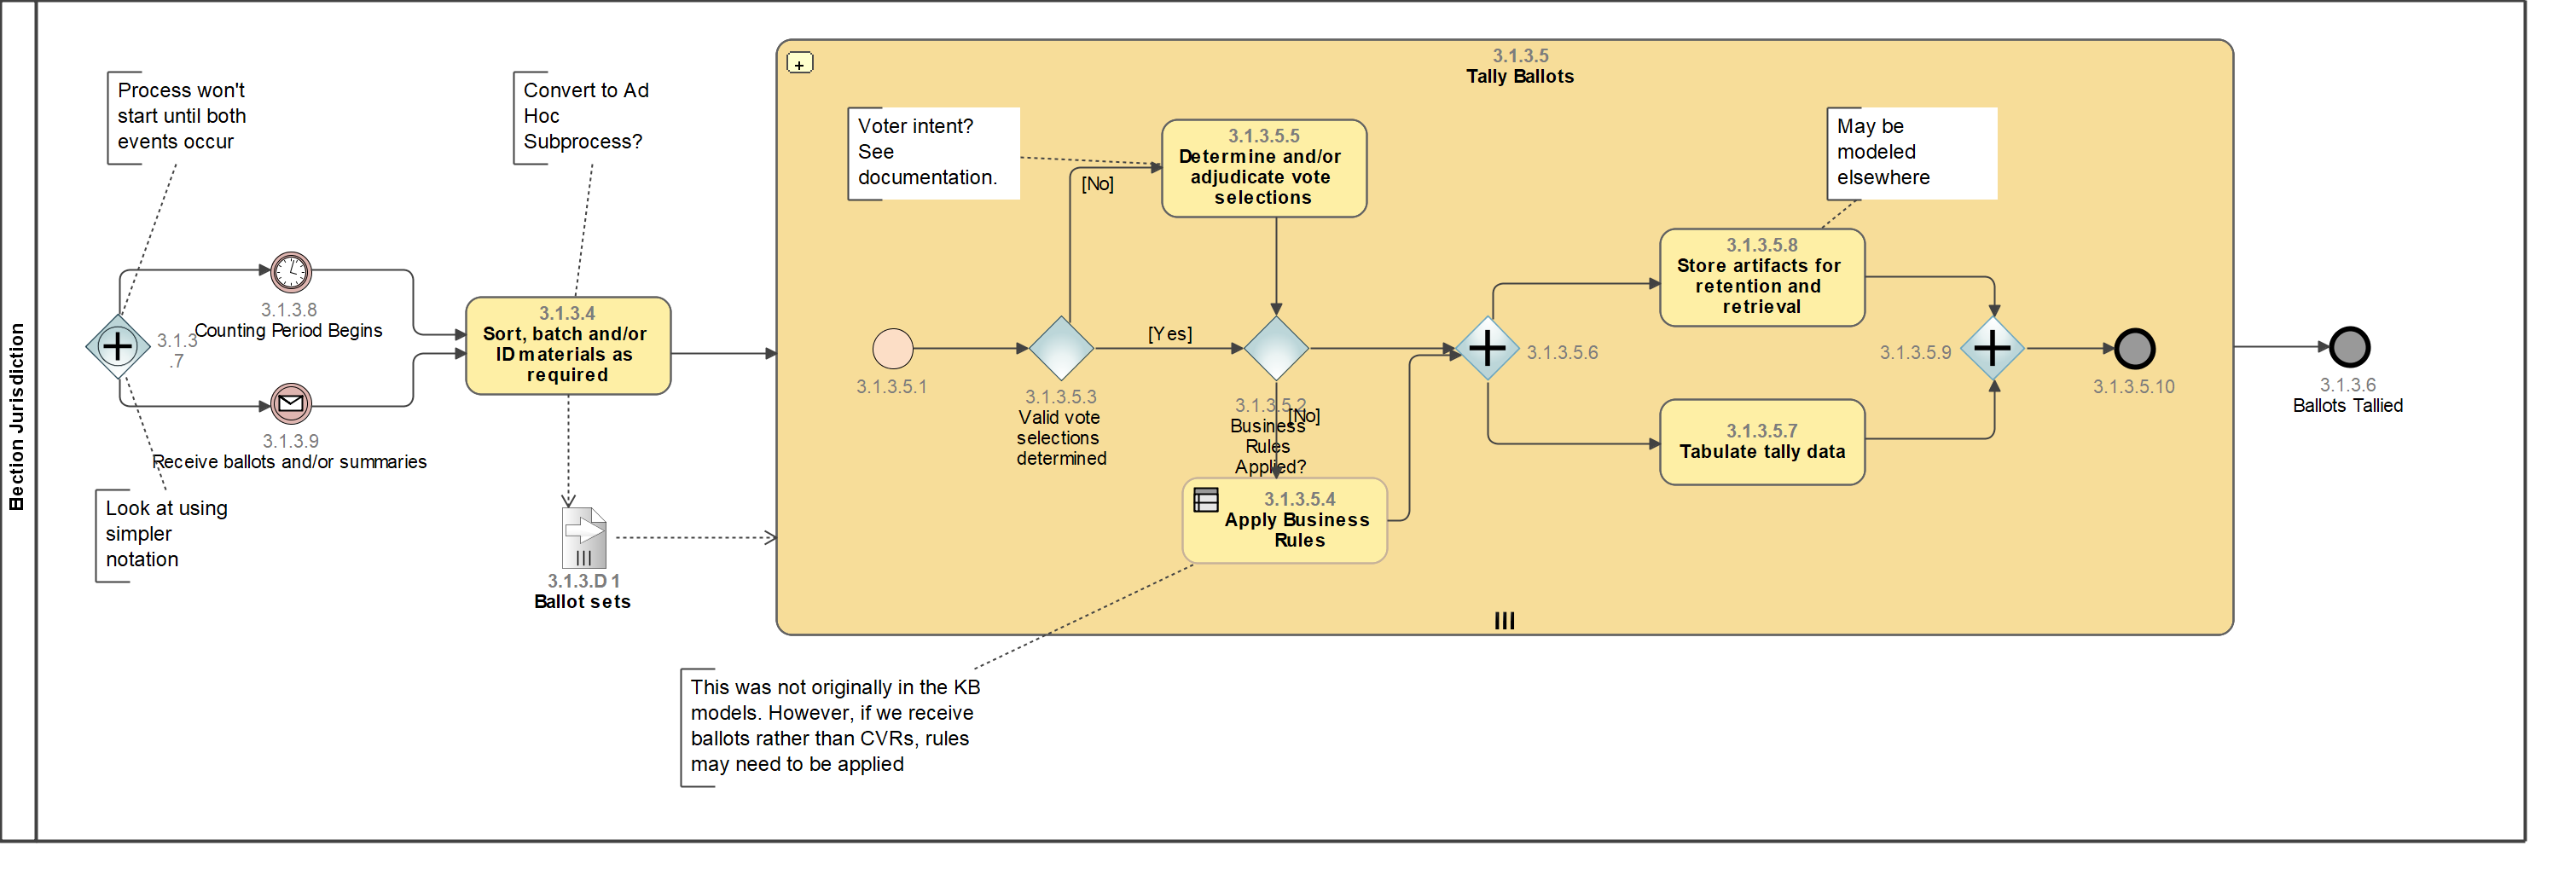 Election Jurisdiction
Process won't
start until both
events occur
3.1.3
.7
3.1.3.8
Counting Period Begins
3.1.3.9
Receive ballots and/or summaries
Look at using
simpler
notation
Convert to Ad
Hoc
Subprocess?
3.1.3.4
Sort, batch and/or
ID materials as
required
3.1.3.D1
Ballot sets
3.1.3.5
Tally Ballots
Voter intent?
See
documentation.
3.1.3.5.1
3.1.3.5.3
Valid vote
selections
determined
[No]
[Yes]
3.1.3.5.5
Determine and/or
adjudicate vote
selections
3.1.3.5.2
Business
Rules
Applied?
[No]
3.1.3.5.4
Apply Business
Rules
3.1.3.5.6
May be
modeled
elsewhere
3.1.3.5.8
Store artifacts for
retention and
retrieval
3.1.3.5.7
Tabulate tally data
3.1.3.5.9
3.1.3.5.10
3.1.3.6
Ballots Tallied
This was not originally in the KB
models. However, if we receive
ballots rather than CVRs, rules
may need to be applied